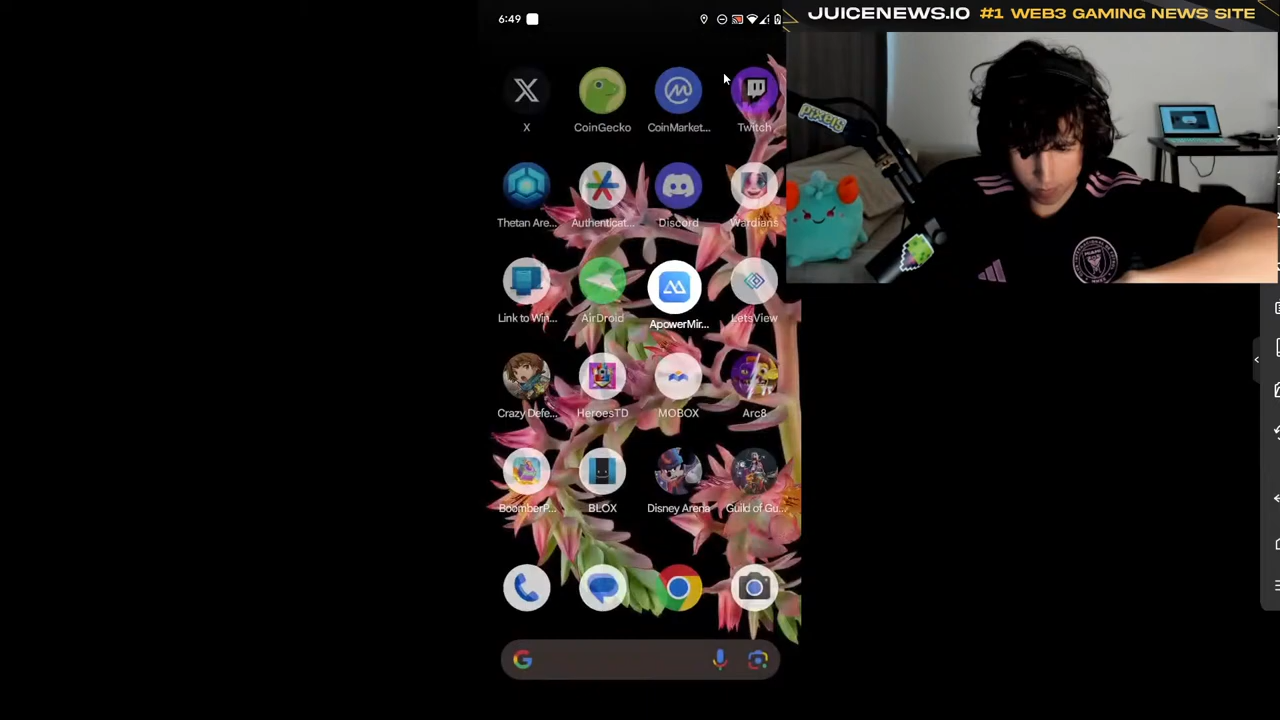 6:49
JUICENEWS.IO #1 WEB3 GAMING NEWS SITE
X CoinGecko CoinMarket... Twitch
Thetan Are... Authenticat... Discord Wardians
Link to Win... AirDroid ApowerMir... LetsView
Crazy Defe... HeroesTD MOBOX Arc8
BoomberP... BLOX Disney Arena Guild of Gu...